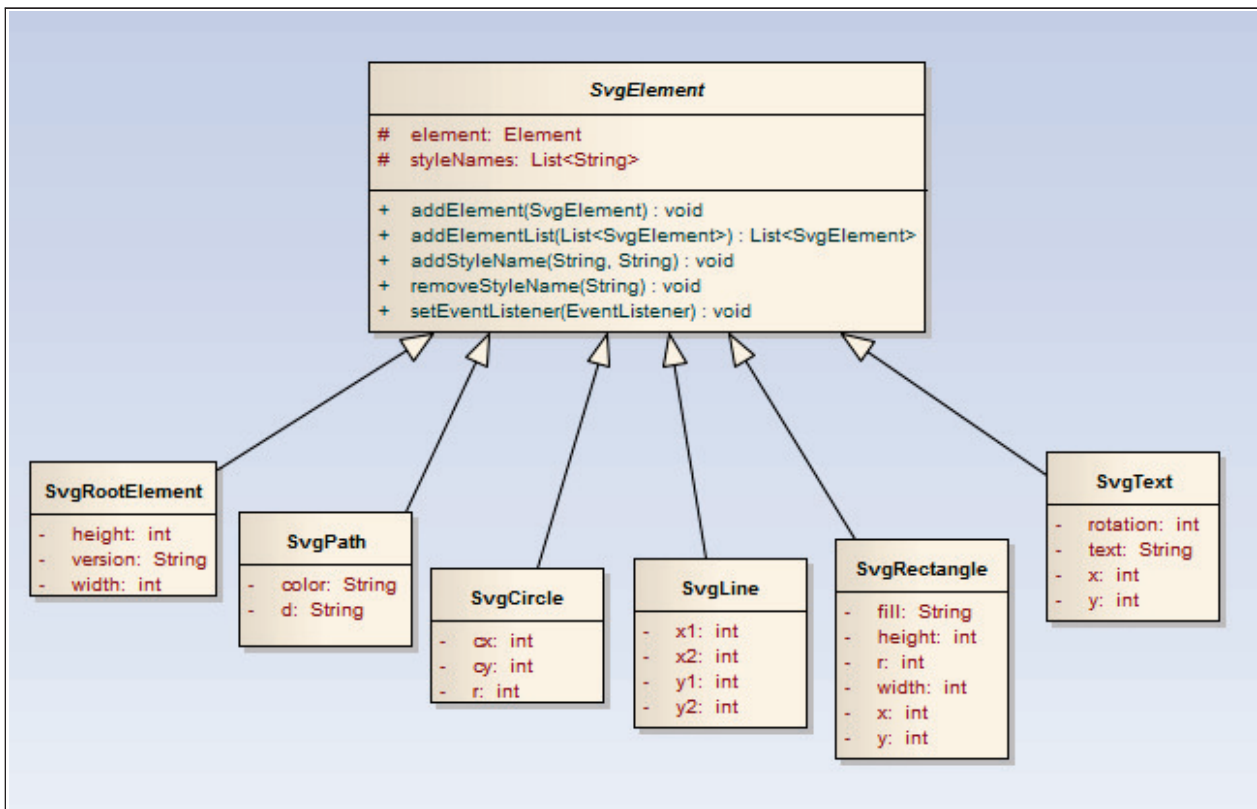 SvgElement
# element: Element
# styleNames: List<String>
+ addElement(SvgElement) : void
+ addElementList(List<SvgElement>) : List<SvgElement>
+ addStyleName(String, String) : void
+ removeStyleName(String) : void
+ setEventListener(EventListener) : void
SvgRootElement
- height: int
- version: String
- width: int
SvgPath
- color: String
- d: String
SvgCircle
- cx: int
- cy: int
- r: int
SvgLine
- x1: int
- x2: int
- y1: int
- y2: int
SvgRectangle
- fill: String
- height: int
- r: int
- width: int
- x: int
- y: int
SvgText
- rotation: int
- text: String
- x: int
- y: int